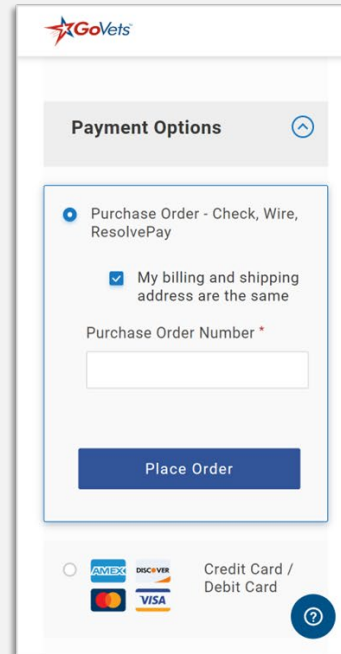 GoVets
Payment Options
Purchase Order - Check, Wire,
ResolvePay
My billing and shipping
address are the same
Purchase Order Number *
Place Order
AMEX DISCOVER
VISA
Credit Card /
Debit Card
?